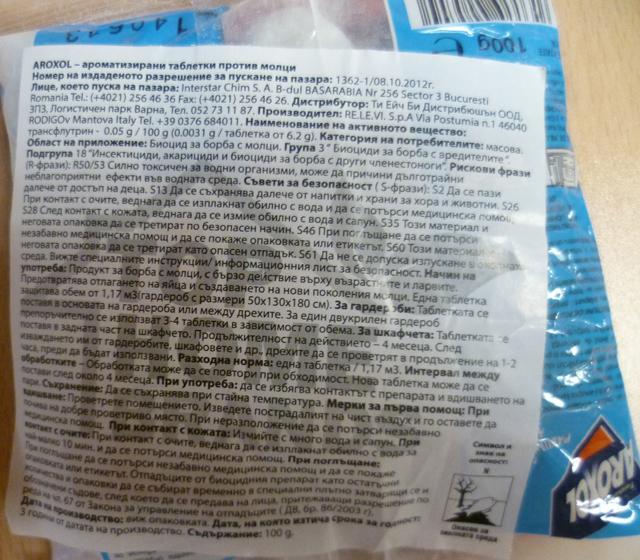 100g e
AROXOL – ароматизирани таблетки против молци
Номер на издаденото разрешение за пускане на пазара: 1362-1/08.10.2012г.
Лице, което пуска на пазара: Interstar Chim S. A. B-dul BASARABIA Nr 256 Sector 3 Bucuresti
Romania Tel.: (+4021) 256 46 36 Fax: (+4021) 256 46 26. Дистрибутор: Ти Ейч Би Дистрибюшън ООД,
ЗПЗ, Логистичен парк Варна, Тел. 052 73 11 87. Производител: RE.LE.VI. S.p.A Via Postumia n.1 46040
RODIGOv Mantova Italy Tel. +39 0376 684011. Наименование на активното вещество:
трансфлутрин - 0.05 g / 100 g (0.0031 g / таблетка от 6.2 g). Категория на потребителите: масова.
Област на приложение: Биоцид за борба с молци. Група 3 " Биоциди за борба с вредителите".
Подгрупа 18 "Инсектициди, акарициди и биоциди за борба с други членестоноги". Рискови фрази
(R-фрази): R50/53 Силно токсичен за водни организми, може да причини дълготрайни
неблагоприятни ефекти във водната среда. Съвети за безопасност ( S-фрази): S2 Да се пази
далече от достъп на деца. S13 Да се съхранява далече от напитки и храни за хора и животни. S26
При контакт с очите, веднага да се изплакнат обилно с вода и да се потърси медицинска помощ.
S28 След контакт с кожата, веднага да се измие обилно с вода и сапун. S35 Този материал и
неговата опаковка да се третират по безопасен начин. S46 При поглъщане да се потърси
незабавно медицинска помощ и да се покаже опаковката или етикетът. S60 Този материал и
неговата опаковка да се третират като опасен отпадък. S61 Да не се допуска изпускане в околната
среда. Вижте специалните инструкции/ информационния лист за безопасност. Начин на
употреба: Продукт за борба с молци, с бързо действие върху възрастните и ларвите.
Предотвратява отлагането на яйца и създаването на нови поколения молци. Една таблетка
защитава обем от 1,17 м3(гардероб с размери 50x130x180 см). За гардероби: Таблетката се
поставя в основата на гардероба или между дрехите. За един двукрилен гардероб
препоръчително се използват 3-4 таблетки в зависимост от обема. За шкафчета: Таблетката се
поставя в задната част на шкафчето. Продължителност на действието – 4 месеца. След
изваждането им от гардеробите, шкафовете и др., дрехите да се проветрят в продължение на 1-2
часа, преди да бъдат използвани. Разходна норма: една таблетка / 1,17 м3. Интервал между
обработките – Обработката може да се повтори при необходимост. Нова таблетка може да се
постави след около 4 месеца. При употреба: да се избягва контактът с препарата и вдишването на
пари. Съхранение: Да се съхранява при стайна температура. Мерки за първа помощ: При
вдишване: Проветрете помещението. Изведете пострадалия на чист въздух и го оставете да
почива на добре проветриво място. При неразположение да се потърси незабавно
медицинска помощ. При контакт с кожата: Измийте с много вода и сапун. При
контакт с очите: При контакт с очите, веднага да се изплакнат обилно с вода за
най-малко 10 мин. и да се потърси медицинска помощ. При поглъщане:
При поглъщане да се потърси незабавно медицинска помощ и да се покаже
опаковката или етикетът. Отпадъците от биоцидния препарат като остатъчни
количества и опаковки да се събират временно в специални плътно затварящи се и
обозначени съдове, след което да се предава на лица, притежаващи разрешение по
реда на чл. 67 от Закона за управление на отпадъците ( ДВ, бр. 86/2003 г).
Дата на производство: виж опаковката. Дата, на която изтича срока за годност:
3 години от датата на производство. Съдържание: 100 g.
Символ и
знак на
опасност:
N
Опасен за
околната среда
AROXOL